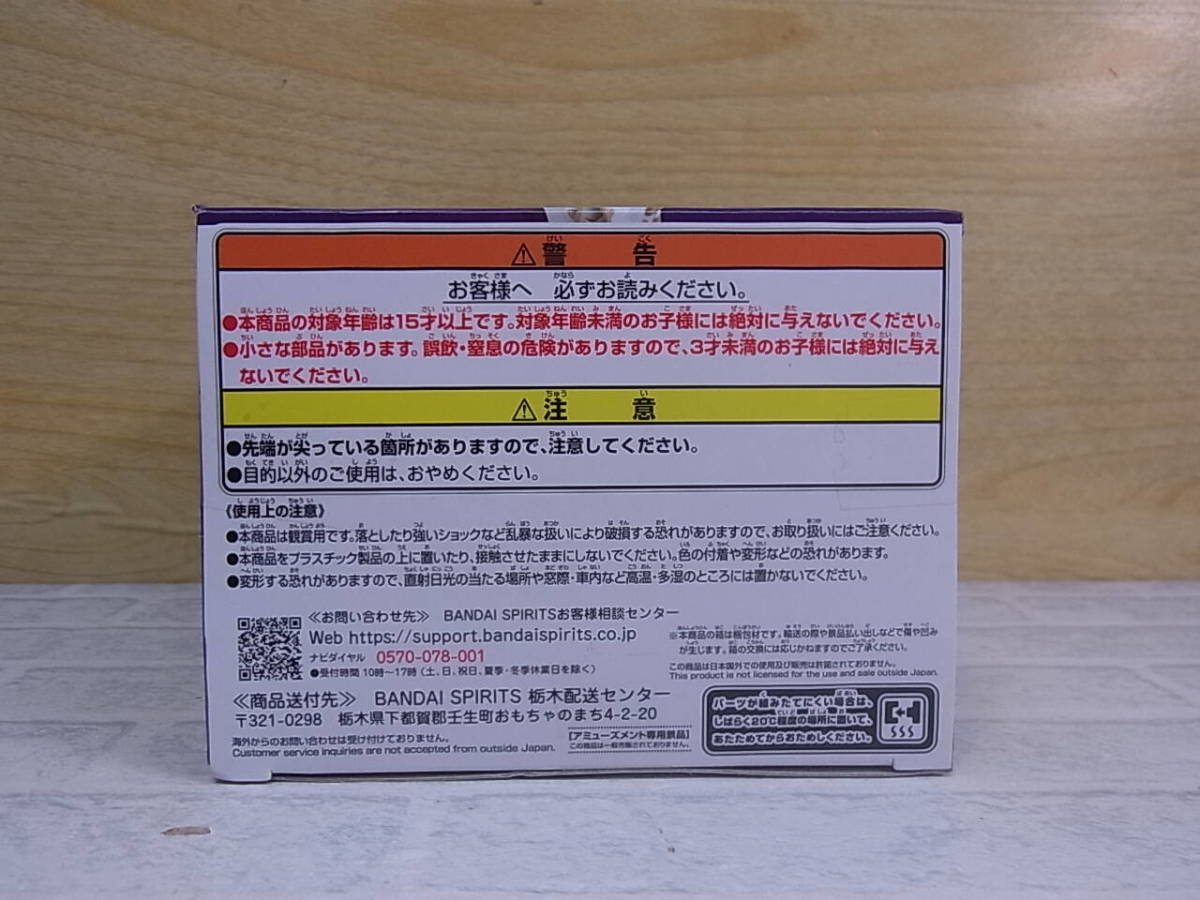 ⚠警告
お客様へ 必ずお読みください。
●本商品の対象年齢は15才以上です。対象年齢未満のお子様には絶対に与えないでください。
●小さな部品があります。誤飲・窒息の危険がありますので、3才未満のお子様には絶対に与え
ないでください。
⚠注意
●先端が尖っている箇所がありますので、注意してください。
●目的以外のご使用は、おやめください。
《使用上の注意》
●本商品は観賞用です。落としたり強いショックなど乱暴な扱いにより破損する恐れがありますので、お取り扱いにはご注意ください。
●本商品をプラスチック製品の上に置いたり、接触させたままにしないでください。色の付着や変形などの恐れがあります。
●変形する恐れがありますので、直射日光の当たる場所や窓際・車内など高温・多湿のところには置かないでください。
≪お問い合わせ先≫ BANDAI SPIRITSお客様相談センター
Web https://support.bandaispirits.co.jp
ナビダイヤル 0570-078-001
●受付時間 10時〜17時(土、日、祝日、夏季・冬季休業日を除く)
※本商品の箱は梱包材です。輸送の際や景品払い出しなどで傷や凹み
が生じます。箱の交換には応じかねますのでご了承ください。
この商品は日本国外での使用及び販売は許諾されておりません。
This product is not licensed for the use and sale outside Japan.
≪商品送付先≫ BANDAI SPIRITS 栃木配送センター
〒321-0298 栃木県下都賀郡壬生町おもちゃのまち4-2-20
海外からのお問い合わせは受け付けておりません。
Customer service inquiries are not accepted from outside Japan.
[アミューズメント専用景品]
この商品は一般市販されておりません。
パーツが組みたてにくい場合は、
しばらく20℃程度の場所に置いて、
あたためてからおためしください。